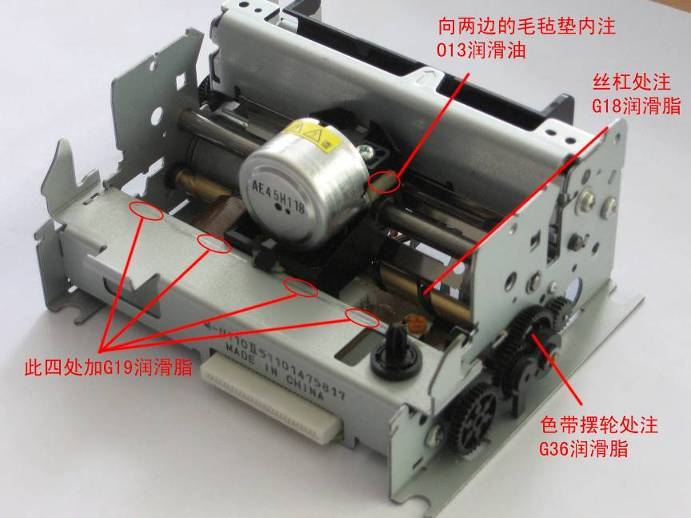 向两边的毛毡垫内注
O13润滑油
丝杠处注
G18润滑脂
AE45H118
此四处加G19润滑脂
MADE IN CHINA
色带摆轮处注
G36润滑脂